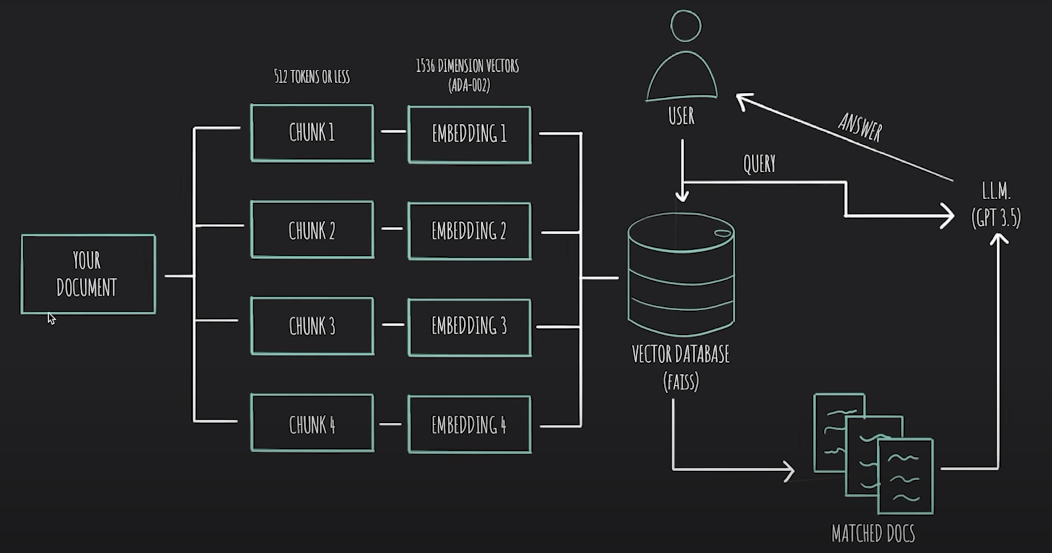 512 TOKENS OR LESS
1536 DIMENSION VECTORS
(ADA-002)
YOUR
DOCUMENT
CHUNK 1
EMBEDDING 1
CHUNK 2
EMBEDDING 2
CHUNK 3
EMBEDDING 3
CHUNK 4
EMBEDDING 4
USER
QUERY
ANSWER
L.L.M.
(GPT 3.5)
VECTOR DATABASE
(FAISS)
MATCHED DOCS